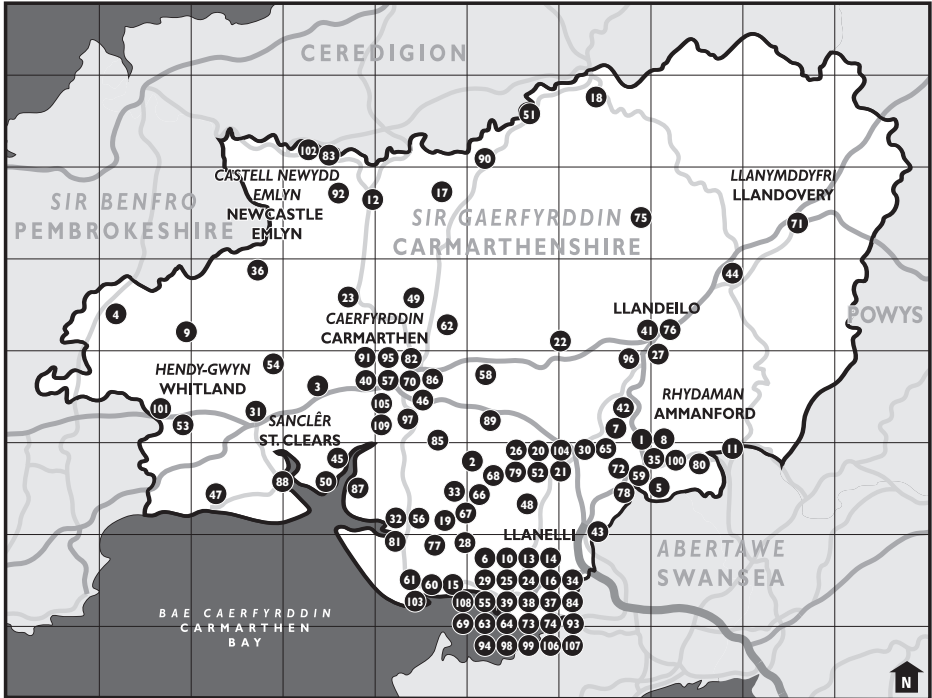 CEREDIGION
18
51
102 83
90
CASTELL NEWYDD
EMLYN
NEWCASTLE
EMLYN
92
12
17
SIR BENFRO
PEMBROKESHIRE
SIR GAERFYRDDIN
CARMARTHENSHIRE
75
LLANYMDDYFRI
LLANDOVERY
71
36
44
POWYS
4
9
23
49
CAERFYRDDIN
CARMARTHEN
62
22
LLANDEILO
41 76
96 27
91 95 82
40 57 70 86
58
54
3
HENDY-GWYN
WHITLAND
101
53
31
105
46
109 97
89
85
RHYDAMAN
AMMANFORD
42
7
1 8
11
SANCLÊR
ST. CLEARS
45
88
50
87
47
2
26 20 104 30 65
68 79 52 21
35 100 80
72 59
78 5
33 66
48
32 56 19 67
81
77 28
LLANELLI
43
6 10 13 14
61 60 15 29 25 24 16 34
103
108 55 39 38 37 84
69 63 64 73 74 93
94 98 99 106 107
ABERTAWE
SWANSEA
BAE CAERFYRDDIN
CARMARTHEN
BAY
N